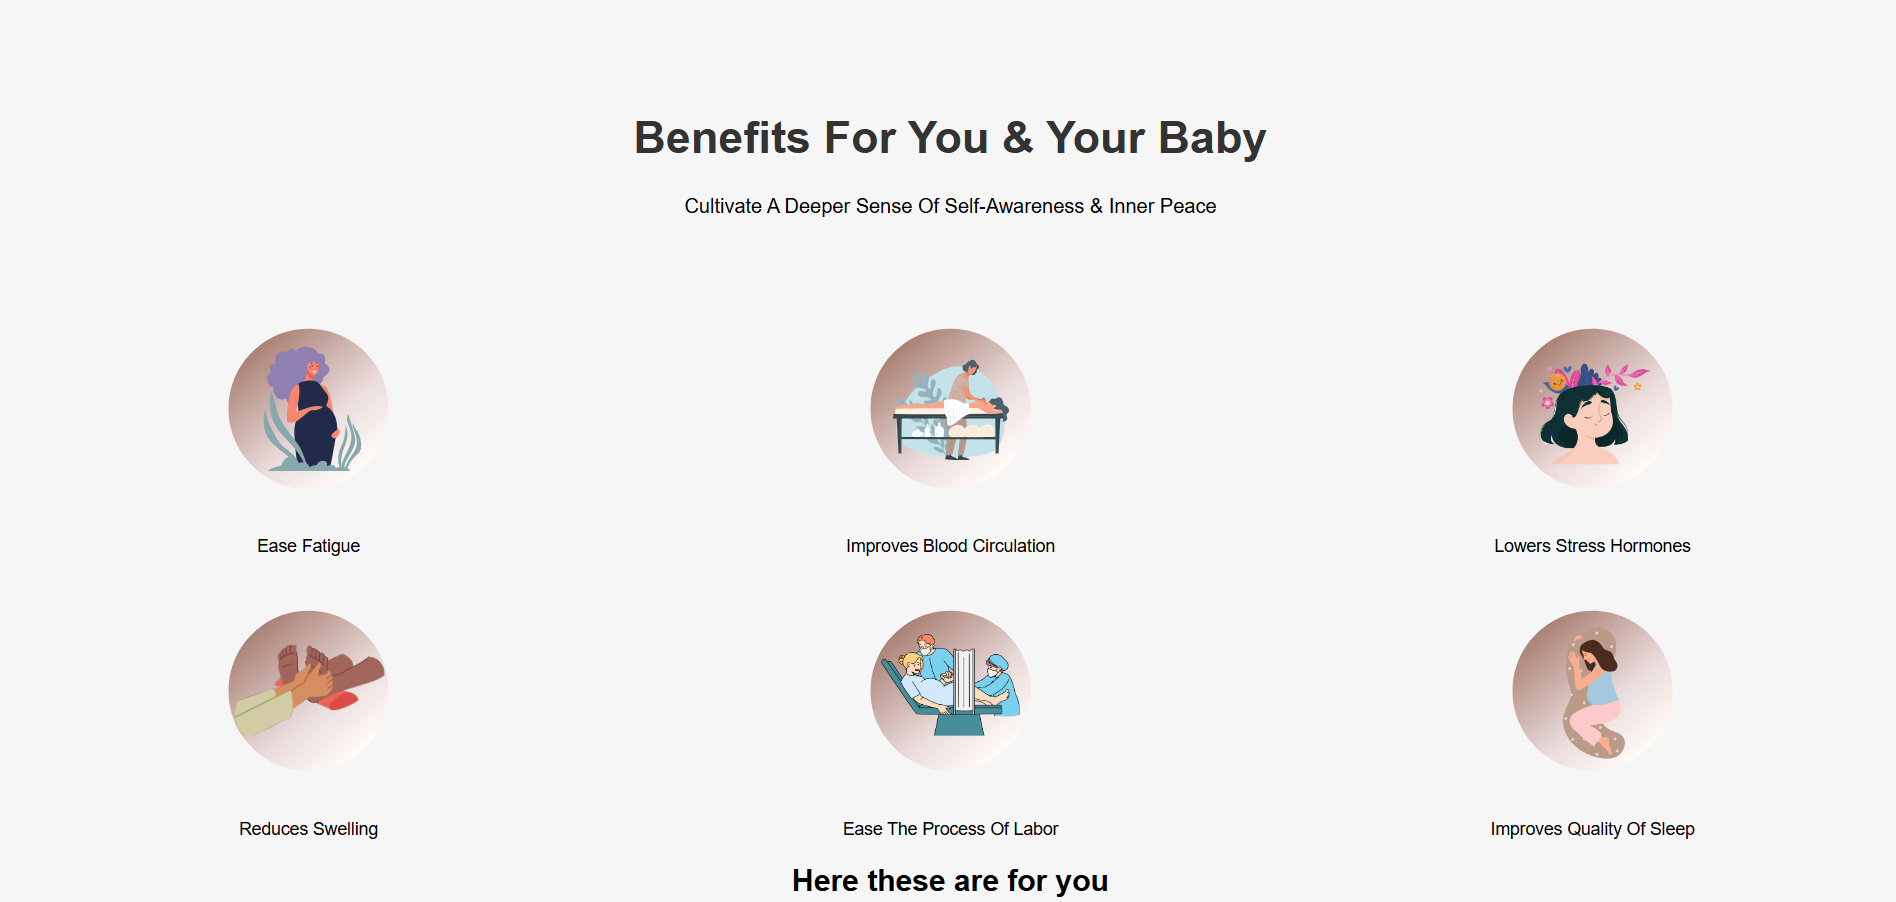 Benefits For You & Your Baby
Cultivate A Deeper Sense Of Self-Awareness & Inner Peace
Ease Fatigue
Improves Blood Circulation
Lowers Stress Hormones
Reduces Swelling
Ease The Process Of Labor
Improves Quality Of Sleep
Here these are for you